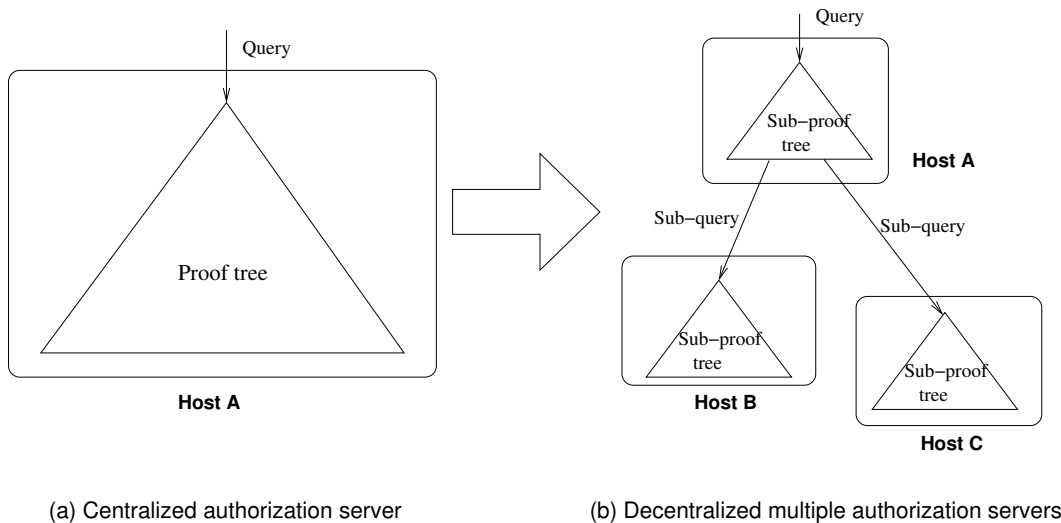 Query
Proof tree
Host A
(a) Centralized authorization server
Query
Sub−proof
tree
Host A
Sub−query
Sub−query
Sub−proof
tree
Host B
Sub−proof
tree
Host C
(b) Decentralized multiple authorization servers